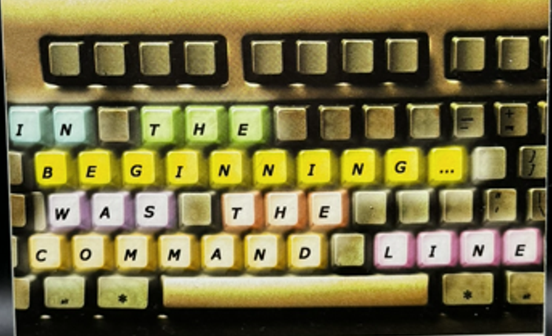 IN THE
BEGINNING...
WAS THE
COMMAND LINE